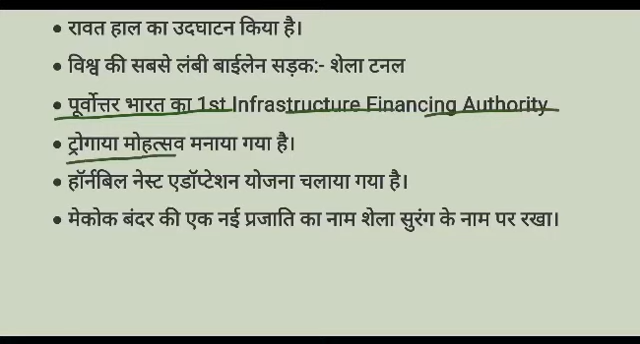 • रावत हाल का उदघाटन किया है।
• विश्व की सबसे लंबी बाईलेन सड़क:- शेला टनल
• पूर्वोत्तर भारत का 1st Infrastructure Financing Authority
• ट्रोगाया मोहत्सव मनाया गया है।
• हॉर्नबिल नेस्ट एडॉप्टेशन योजना चलाया गया है।
• मेकोक बंदर की एक नई प्रजाति का नाम शेला सुरंग के नाम पर रखा।